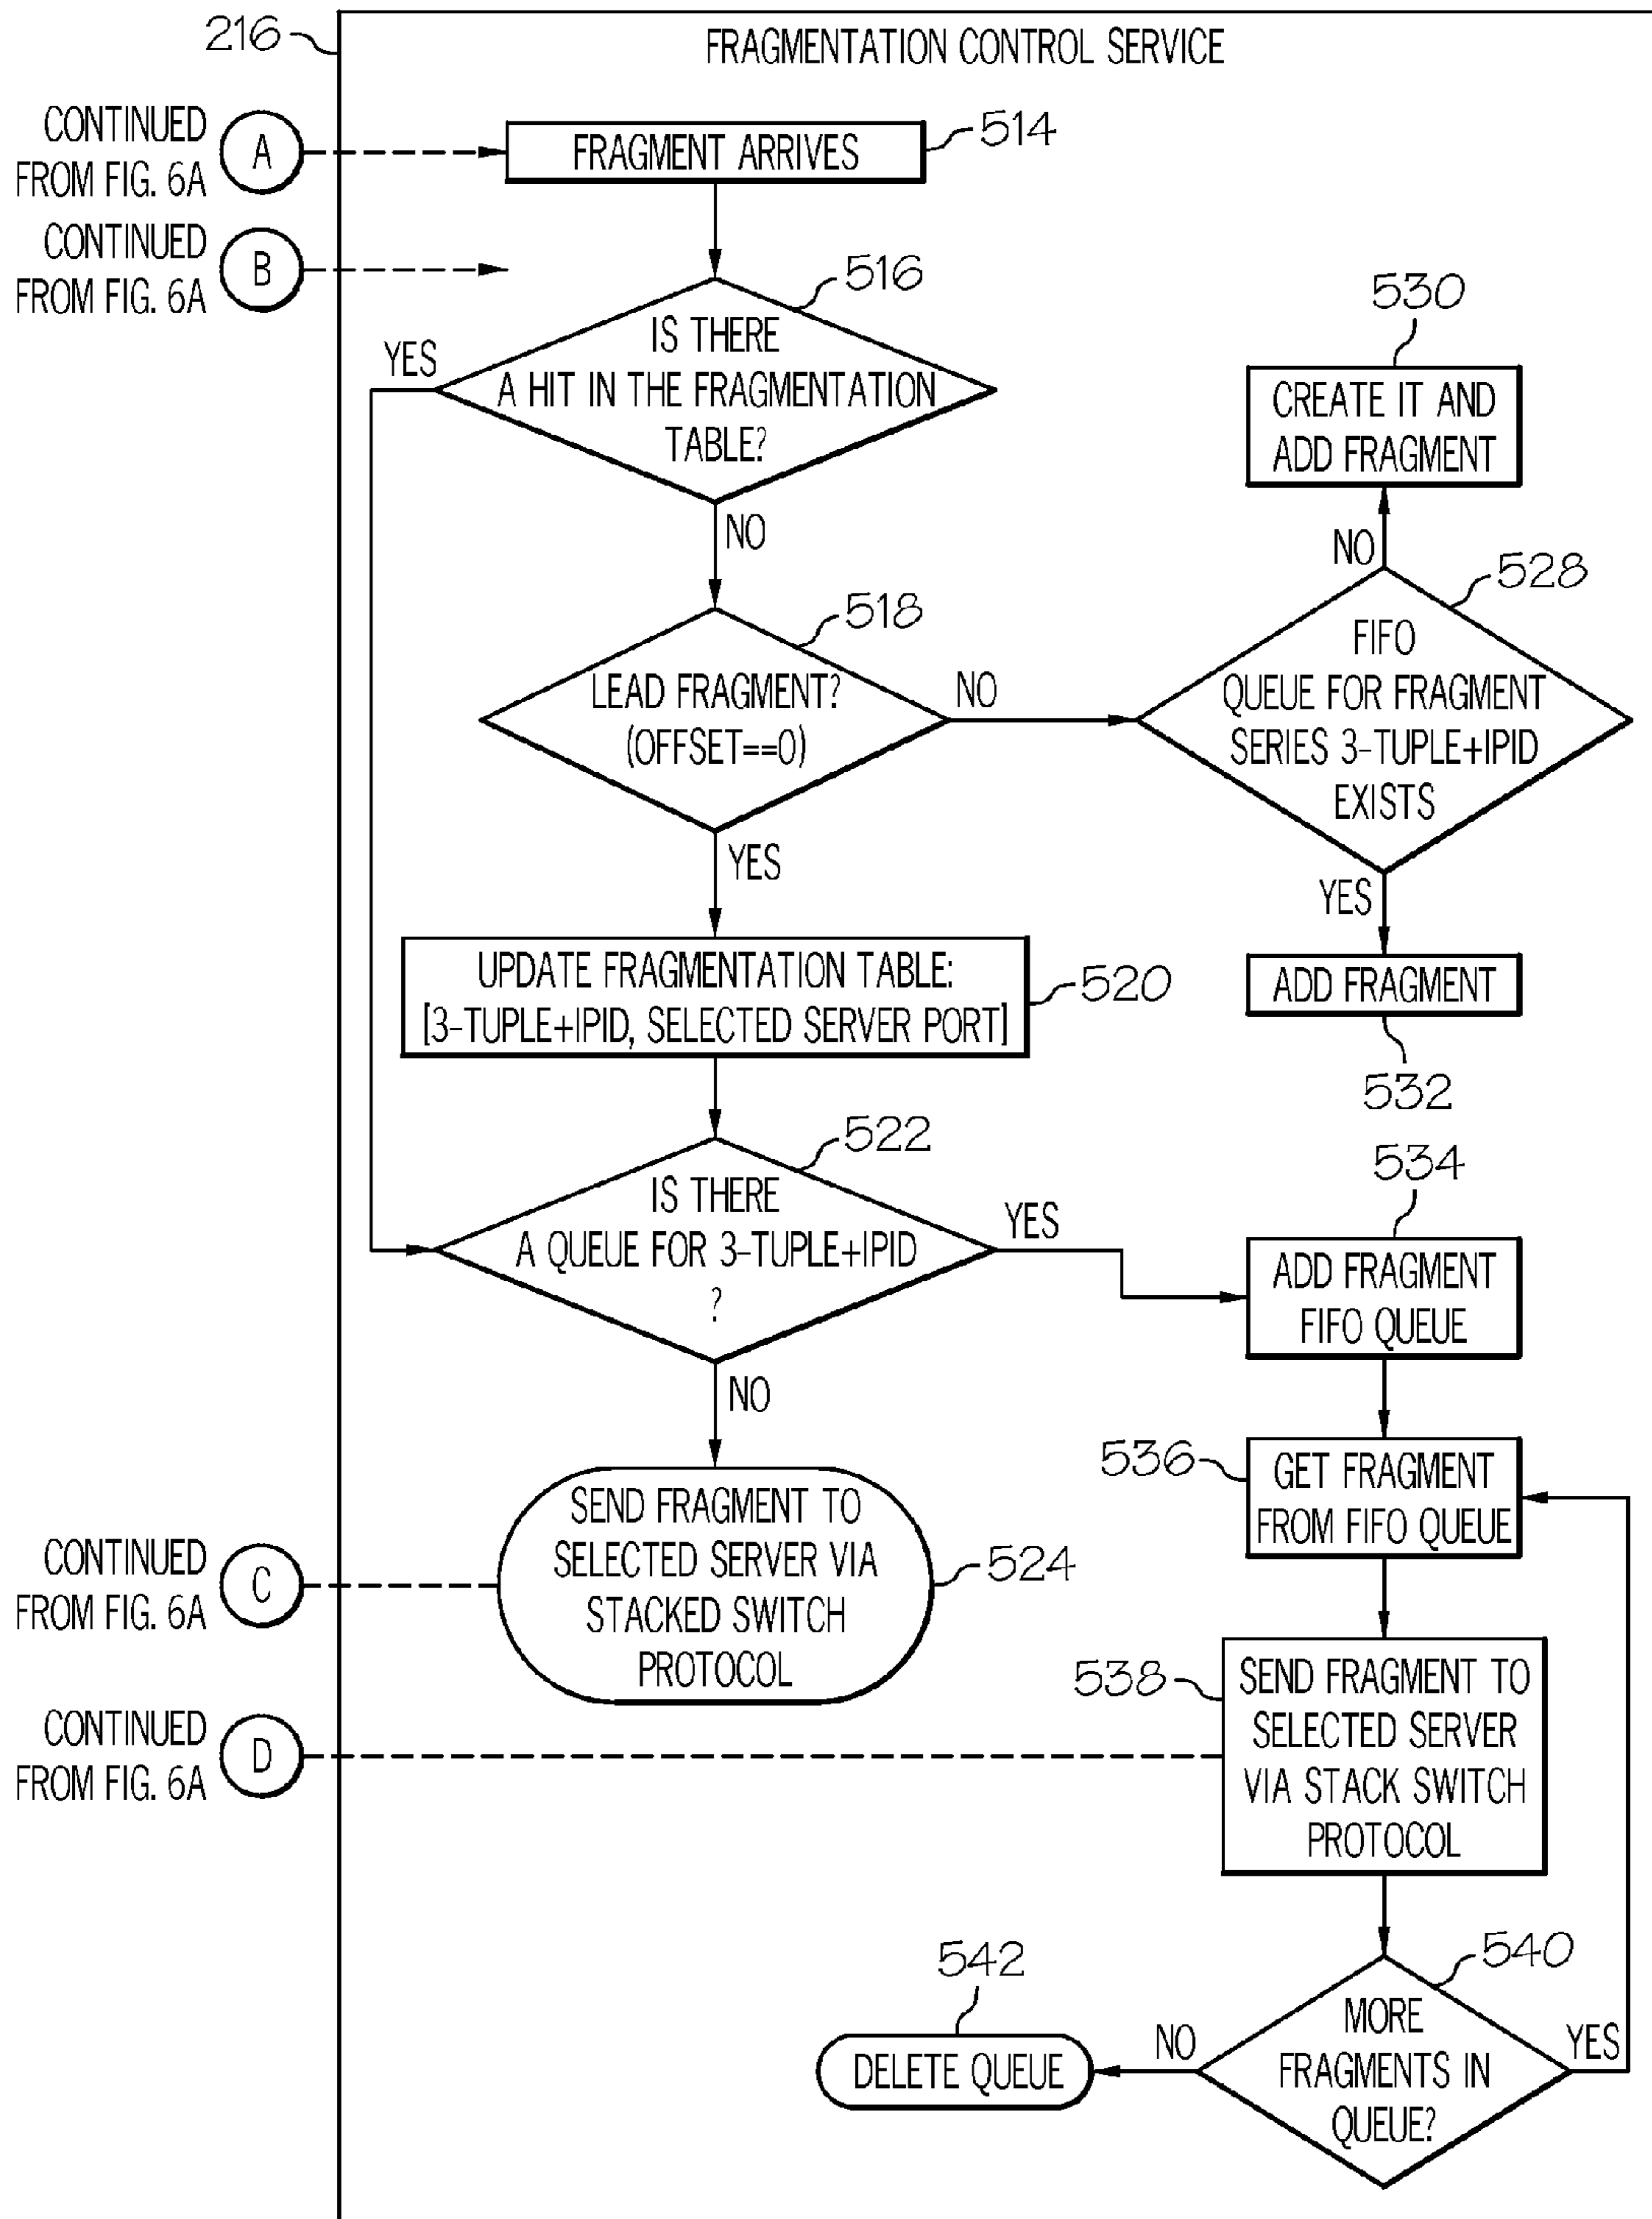 216
FRAGMENTATION CONTROL SERVICE
CONTINUED
FROM FIG. 6A
A
FRAGMENT ARRIVES
514
CONTINUED
FROM FIG. 6A
B
516
IS THERE
A HIT IN THE FRAGMENTATION
TABLE?
YES
NO
530
CREATE IT AND
ADD FRAGMENT
NO
518
LEAD FRAGMENT?
(OFFSET==0)
NO
YES
528
FIFO
QUEUE FOR FRAGMENT
SERIES 3-TUPLE+IPID
EXISTS
YES
ADD FRAGMENT
532
UPDATE FRAGMENTATION TABLE:
[3-TUPLE+IPID, SELECTED SERVER PORT]
520
522
IS THERE
A QUEUE FOR 3-TUPLE+IPID
?
YES
NO
534
ADD FRAGMENT
FIFO QUEUE
536
GET FRAGMENT
FROM FIFO QUEUE
CONTINUED
FROM FIG. 6A
C
SEND FRAGMENT TO
SELECTED SERVER VIA
STACKED SWITCH
PROTOCOL
524
CONTINUED
FROM FIG. 6A
D
538
SEND FRAGMENT TO
SELECTED SERVER
VIA STACK SWITCH
PROTOCOL
540
MORE
FRAGMENTS IN
QUEUE?
YES
NO
542
DELETE QUEUE